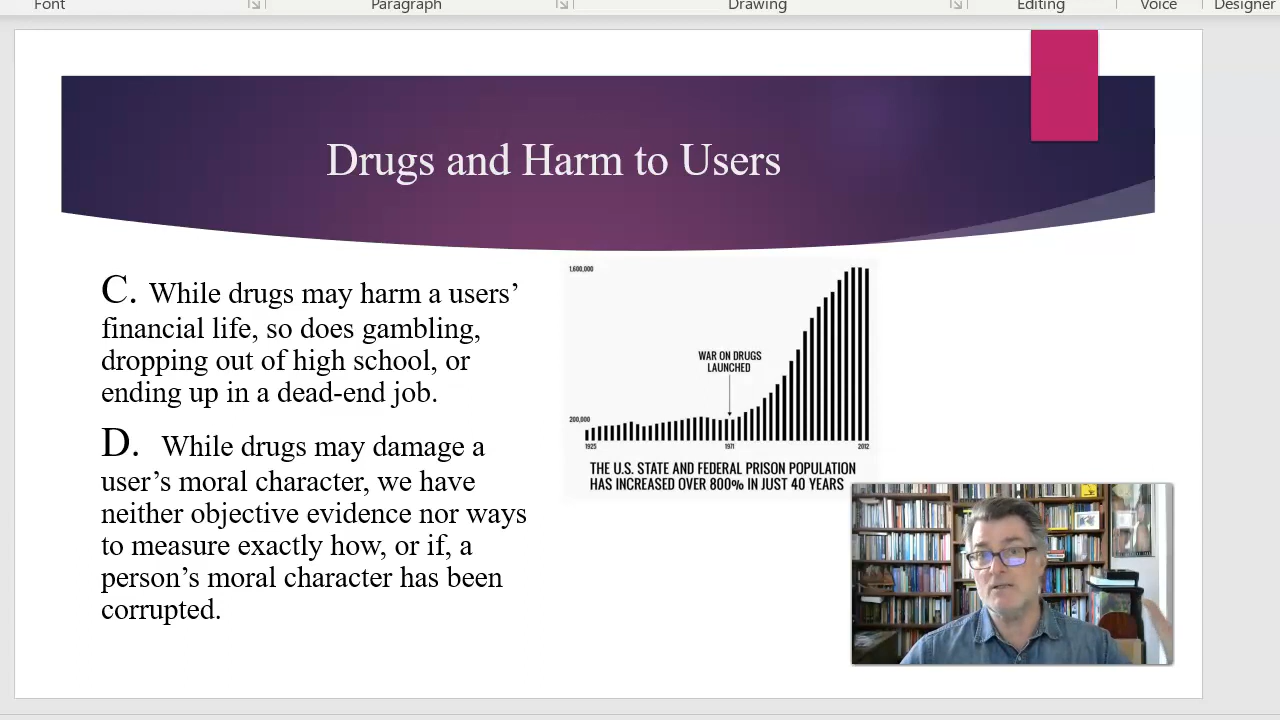 Font Paragraph Drawing Editing Voice Designer
Drugs and Harm to Users
C. While drugs may harm a users’
financial life, so does gambling,
dropping out of high school, or
ending up in a dead-end job.
D. While drugs may damage a
user’s moral character, we have
neither objective evidence nor ways
to measure exactly how, or if, a
person’s moral character has been
corrupted.
1,600,000
WAR ON DRUGS
LAUNCHED
200,000
1925 1971 2012
THE U.S. STATE AND FEDERAL PRISON POPULATION
HAS INCREASED OVER 800% IN JUST 40 YEARS